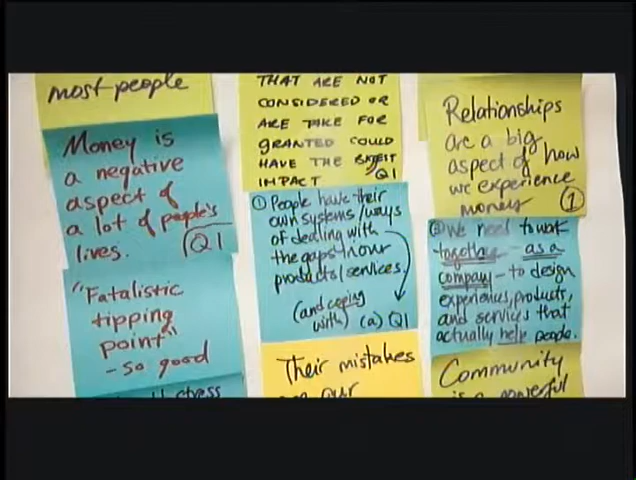 most people
Money is
a negative
aspect of
a lot of people's
lives. Q1
"Fatalistic
tipping
point"
- so good
stress
THAT ARE NOT
CONSIDERED OR
ARE TAKE FOR
GRANTED COULD
HAVE THE
IMPACT Q1
① People have their
own systems/ways
of dealing with
the gaps in our
products/services.
(and coping
with) (a) Q1
Their mistakes
are our
Relationships
are a big
aspect of how
we experience
money ①
② We need to work
together - as a
company - to design
experiences, products,
and services that
actually help people.
Community
is a powerful